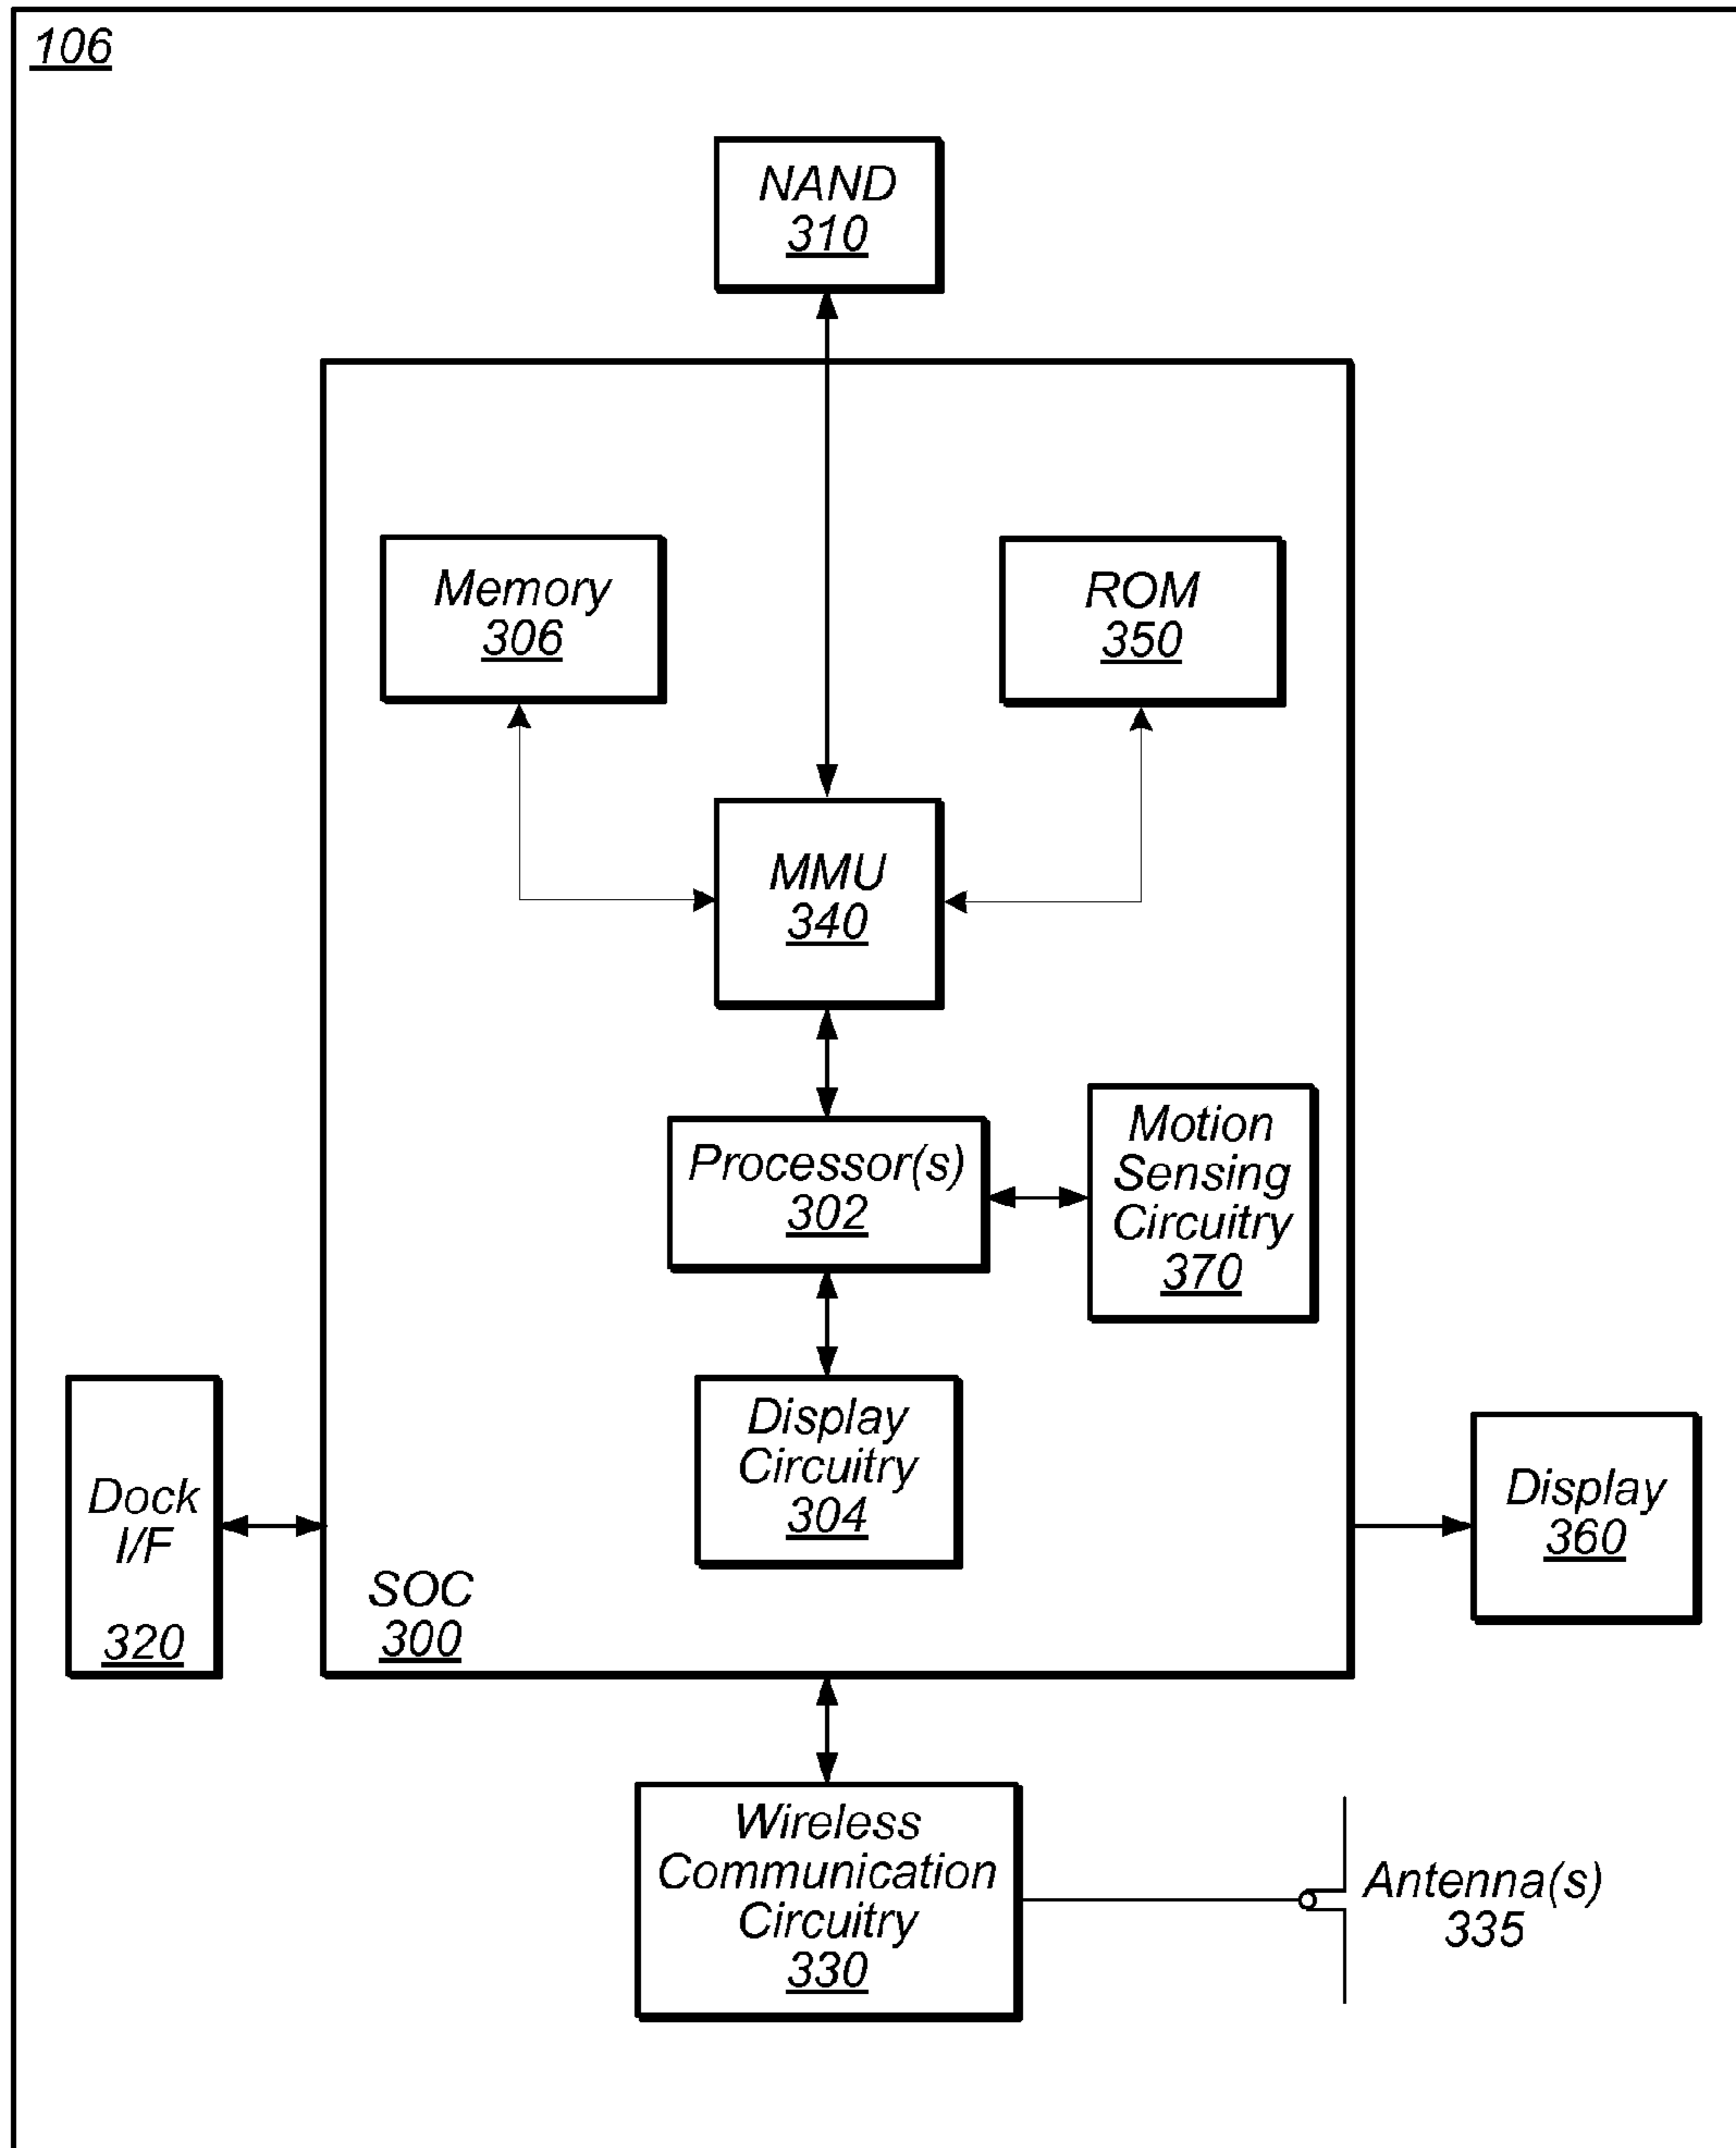 106
NAND
310
Memory
306
ROM
350
MMU
340
Processor(s)
302
Motion
Sensing
Circuitry
370
Display
Circuitry
304
Dock
I/F
320
SOC
300
Display
360
Wireless
Communication
Circuitry
330
Antenna(s)
335